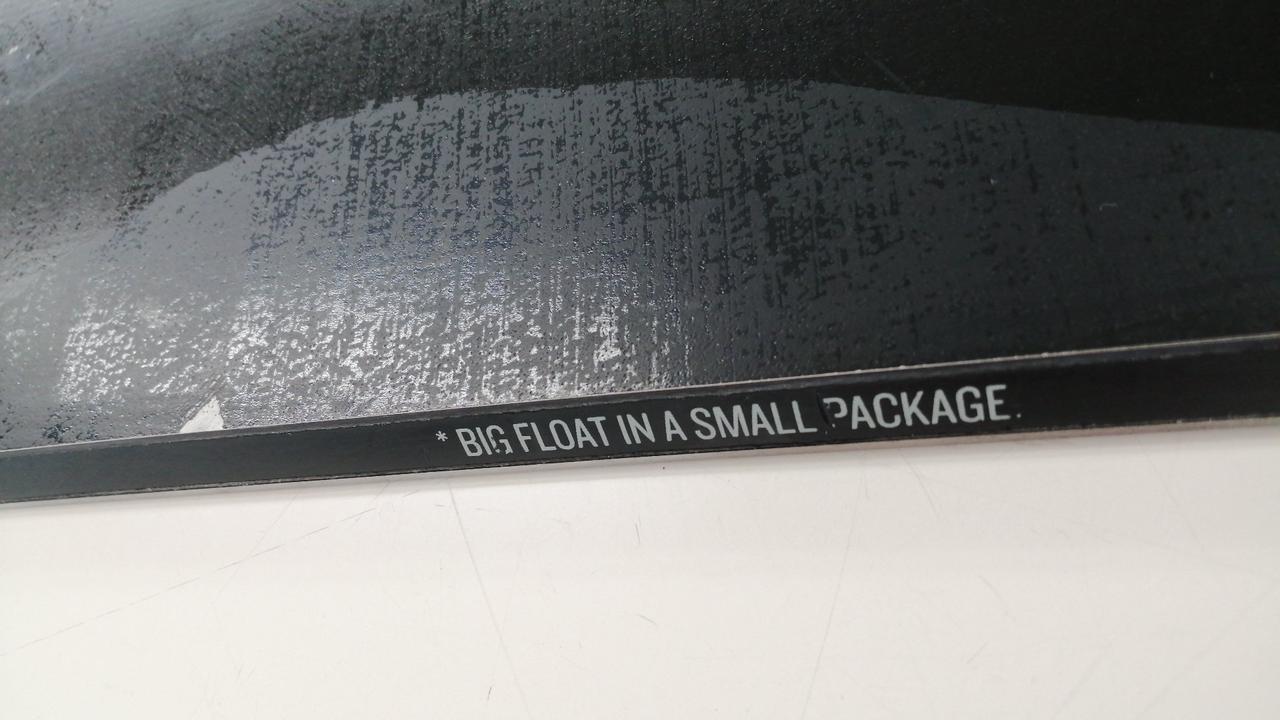 * BIG FLOAT IN A SMALL PACKAGE.